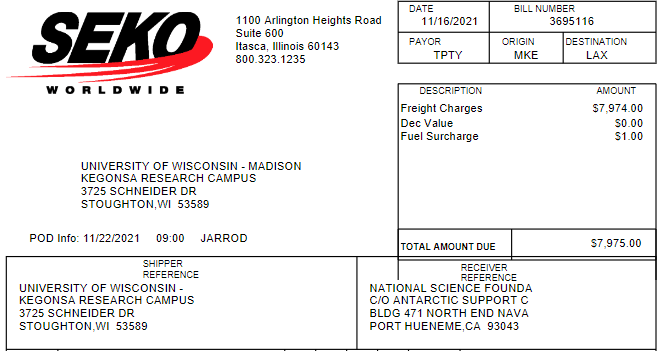 SEKO
WORLDWIDE
1100 Arlington Heights Road
Suite 600
Itasca, Illinois 60143
800.323.1235
DATE BILL NUMBER
11/16/2021 3695116
PAYOR ORIGIN DESTINATION
TPTY MKE LAX
DESCRIPTION AMOUNT
Freight Charges $7,974.00
Dec Value $0.00
Fuel Surcharge $1.00
UNIVERSITY OF WISCONSIN - MADISON
KEGONSA RESEARCH CAMPUS
3725 SCHNEIDER DR
STOUGHTON,WI 53589
POD Info: 11/22/2021 09:00 JARROD
TOTAL AMOUNT DUE $7,975.00
SHIPPER
REFERENCE
UNIVERSITY OF WISCONSIN -
KEGONSA RESEARCH CAMPUS
3725 SCHNEIDER DR
STOUGHTON,WI 53589
RECEIVER
REFERENCE
NATIONAL SCIENCE FOUNDA
C/O ANTARCTIC SUPPORT C
BLDG 471 NORTH END NAVA
PORT HUENEME,CA 93043